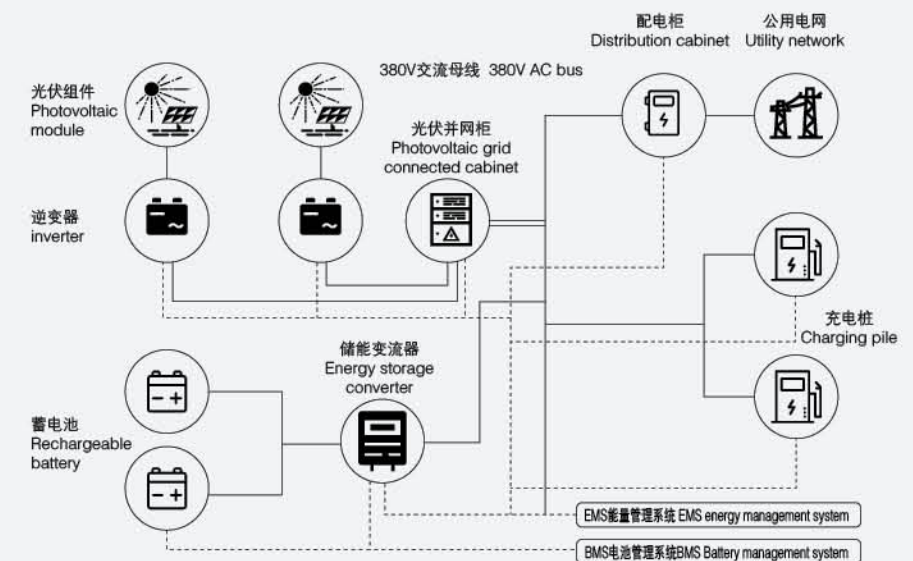 配电柜
Distribution cabinet
公用电网
Utility network
380V交流母线 380V AC bus
光伏组件
Photovoltaic
module
光伏并网柜
Photovoltaic grid
connected cabinet
逆变器
inverter
充电桩
Charging pile
储能变流器
Energy storage
converter
蓄电池
Rechargeable
battery
EMS能量管理系统 EMS energy management system
BMS电池管理系统BMS Battery management system